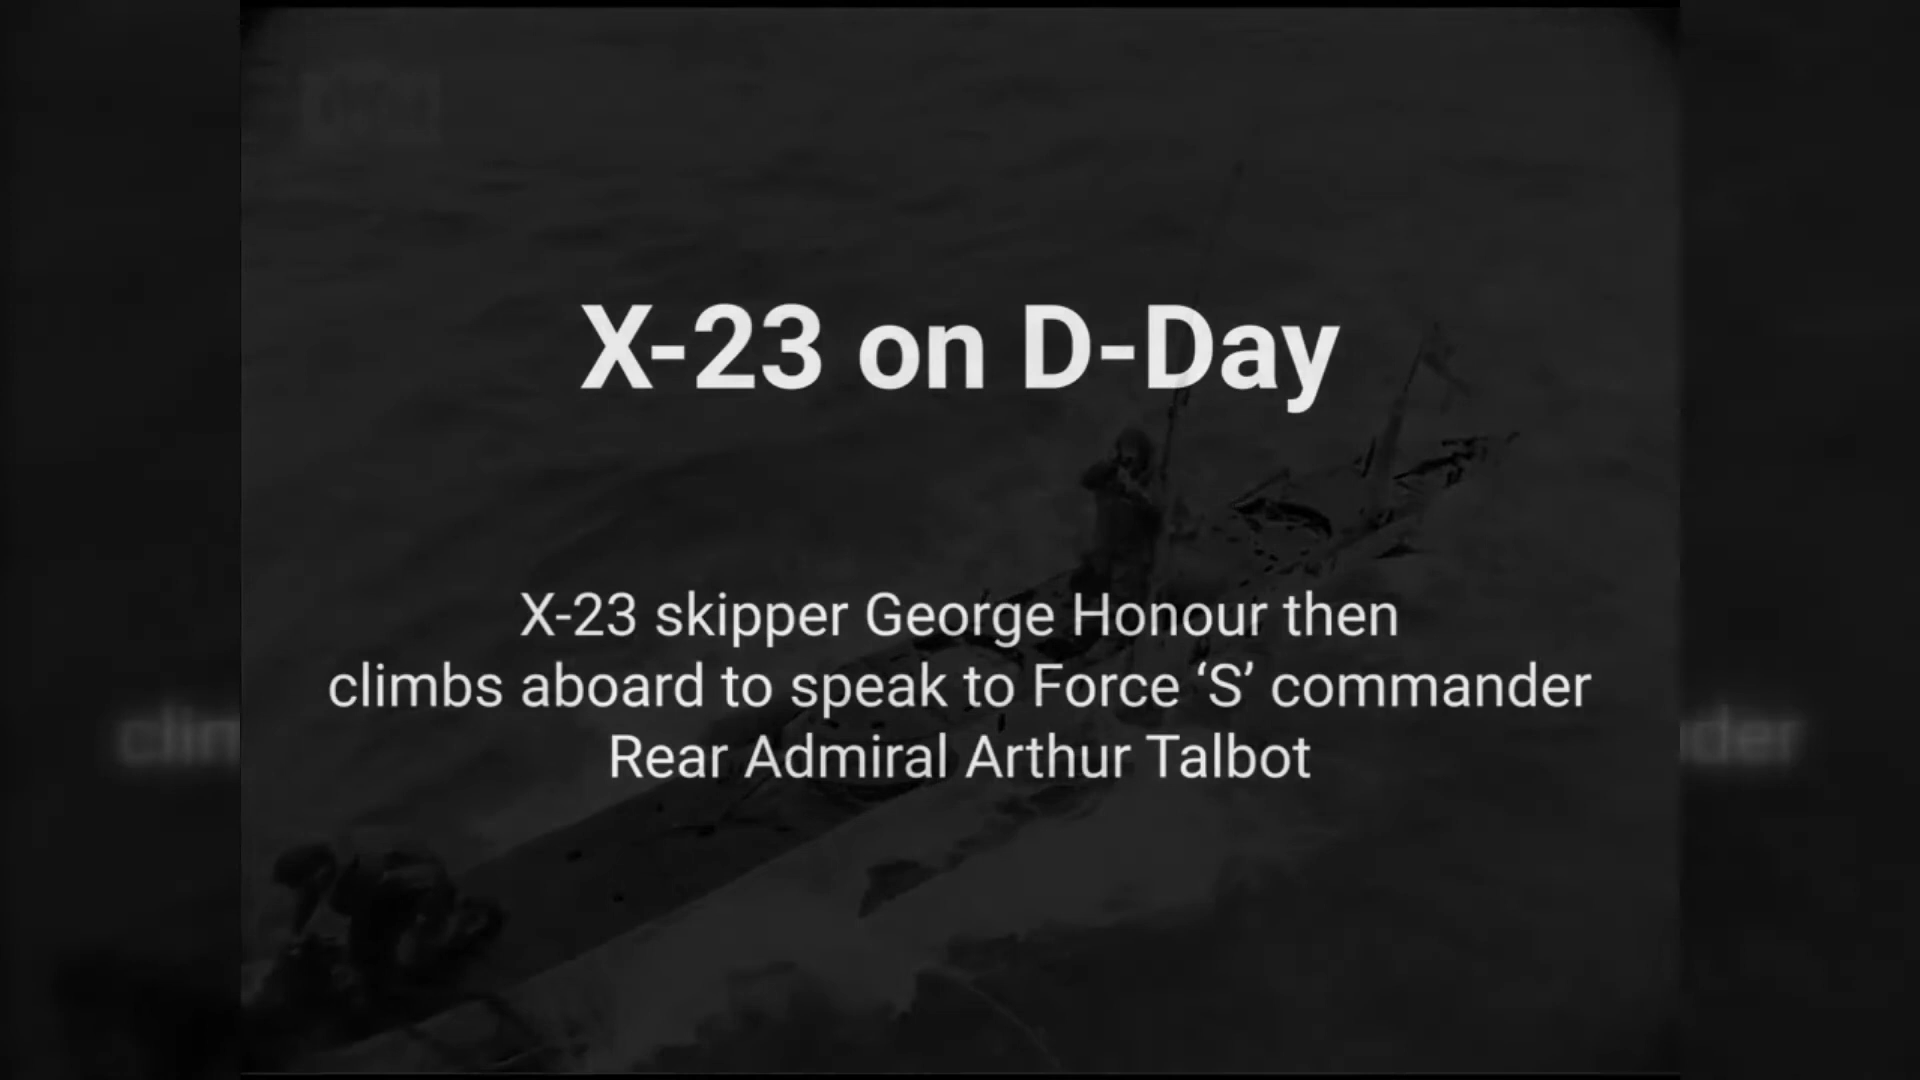 X-23 on D-Day
X-23 skipper George Honour then
climbs aboard to speak to Force ‘S’ commander
Rear Admiral Arthur Talbot